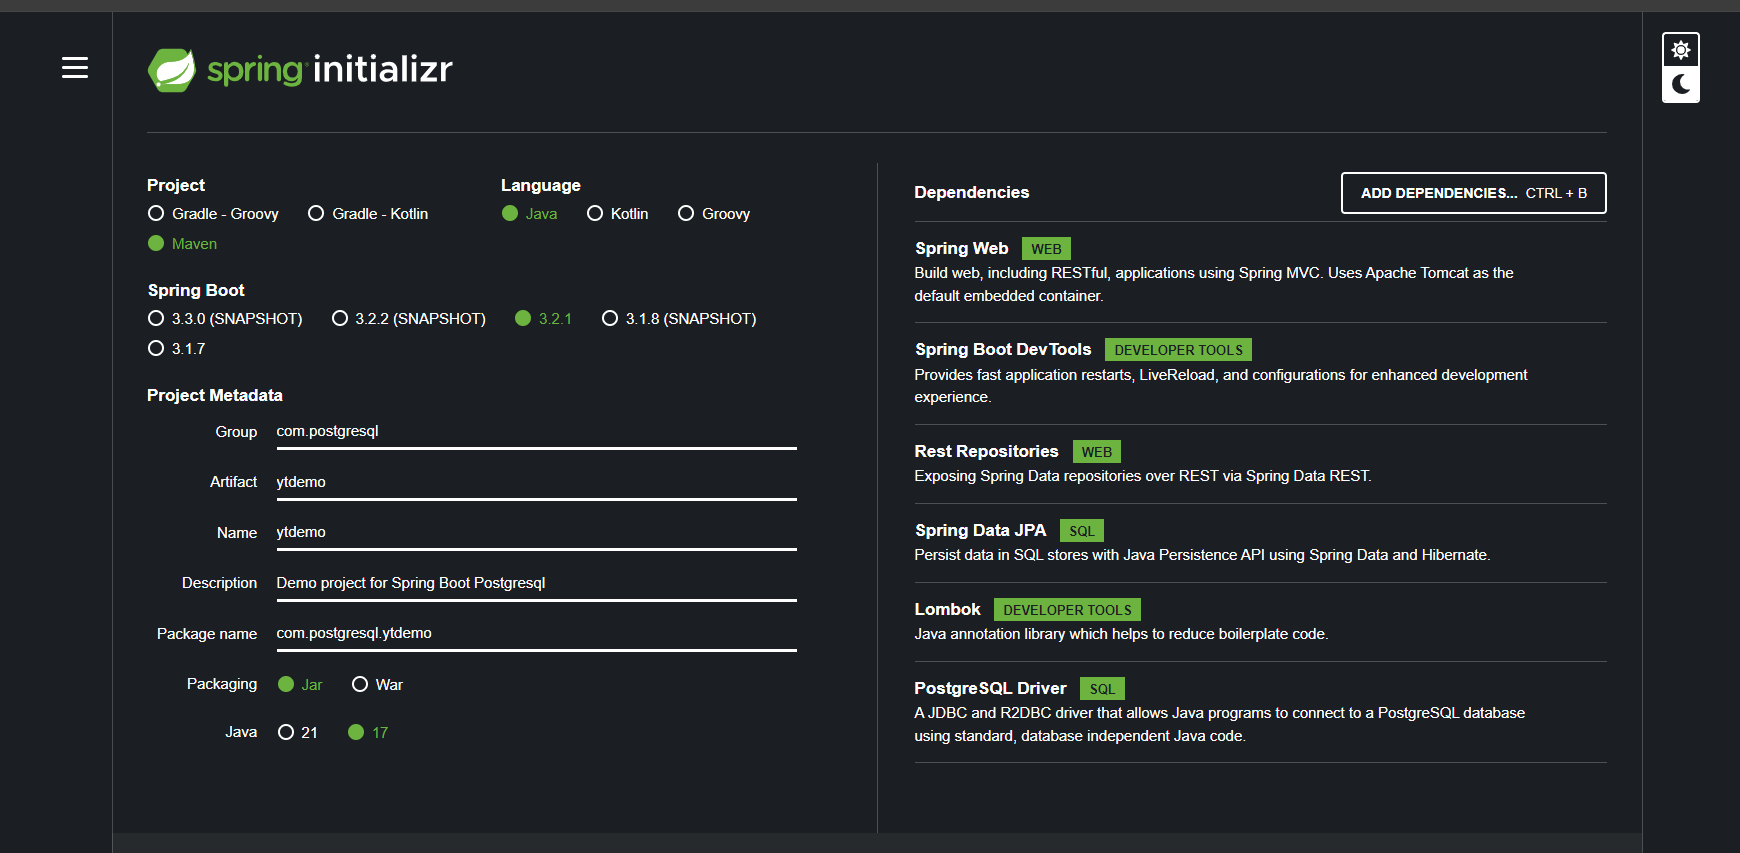 spring initializr
Project
Gradle - Groovy Gradle - Kotlin
Maven
Language
Java Kotlin Groovy
Spring Boot
3.3.0 (SNAPSHOT) 3.2.2 (SNAPSHOT) 3.2.1 3.1.8 (SNAPSHOT)
3.1.7
Project Metadata
Group com.postgresql
Artifact ytdemo
Name ytdemo
Description Demo project for Spring Boot Postgresql
Package name com.postgresql.ytdemo
Packaging Jar War
Java 21 17
Dependencies
ADD DEPENDENCIES... CTRL + B
Spring Web WEB
Build web, including RESTful, applications using Spring MVC. Uses Apache Tomcat as the
default embedded container.
Spring Boot DevTools DEVELOPER TOOLS
Provides fast application restarts, LiveReload, and configurations for enhanced development
experience.
Rest Repositories WEB
Exposing Spring Data repositories over REST via Spring Data REST.
Spring Data JPA SQL
Persist data in SQL stores with Java Persistence API using Spring Data and Hibernate.
Lombok DEVELOPER TOOLS
Java annotation library which helps to reduce boilerplate code.
PostgreSQL Driver SQL
A JDBC and R2DBC driver that allows Java programs to connect to a PostgreSQL database
using standard, database independent Java code.